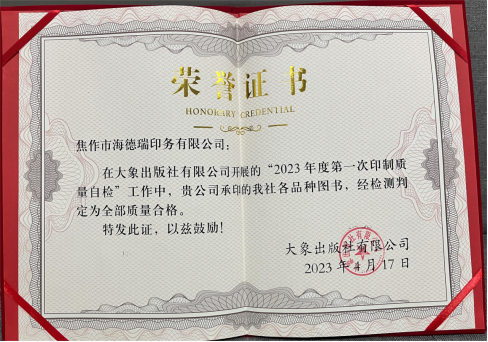 荣誉证书
HONORARY CREDENTIAL
焦作市海德瑞印务有限公司:
在大象出版社有限公司开展的“2023年度第一次印制质
量自检”工作中,贵公司承印的我社各品种图书,经检测判
定为全部质量合格。
特发此证,以兹鼓励!
大象出版社有限公司
2023年4月17日